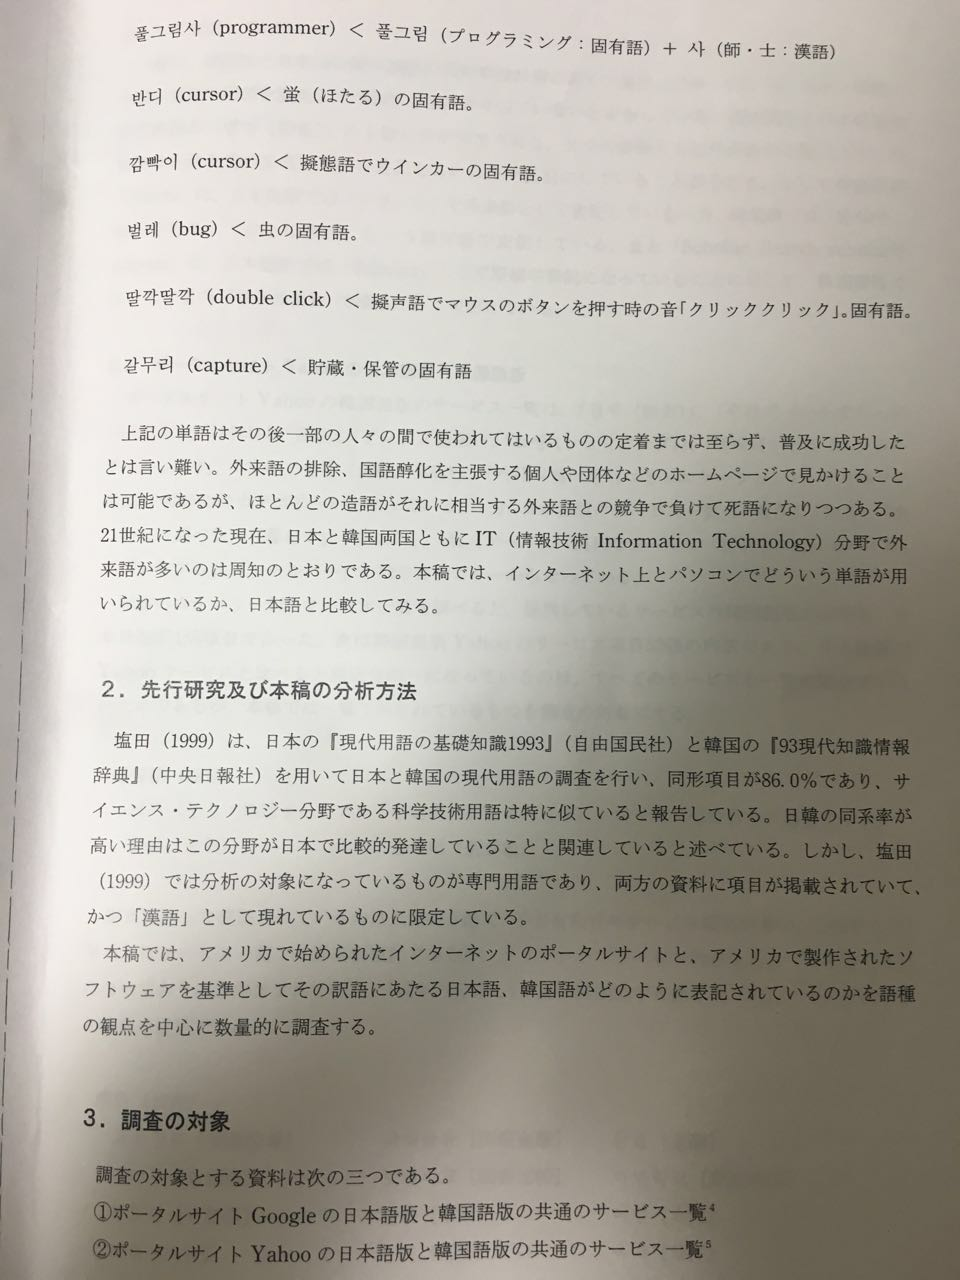 풀그림사（programmer）＜ 풀그림（プログラミング：固有語）＋ 사（師・士：漢語）
반디（cursor）＜ 蛍（ほたる）の固有語。
깜빡이（cursor）＜ 擬態語でウインカーの固有語。
벌레（bug）＜ 虫の固有語。
딸깍딸깍（double click）＜ 擬声語でマウスのボタンを押す時の音「クリッククリック」。固有語。
갈무리（capture）＜ 貯蔵・保管の固有語
上記の単語はその後一部の人々の間で使われてはいるものの定着までは至らず、普及に成功した
とは言い難い。外来語の排除、国語醇化を主張する個人や団体などのホームページで見かけること
は可能であるが、ほとんどの造語がそれに相当する外来語との競争で負けて死語になりつつある。
21世紀になった現在、日本と韓国両国ともにIT（情報技術 Information Technology）分野で外
来語が多いのは周知のとおりである。本稿では、インターネット上とパソコンでどういう単語が用
いられているか、日本語と比較してみる。
２．先行研究及び本稿の分析方法
塩田（1999）は、日本の『現代用語の基礎知識1993』（自由国民社）と韓国の『93現代知識情報
辞典』（中央日報社）を用いて日本と韓国の現代用語の調査を行い、同形項目が86.0％であり、サ
イエンス・テクノロジー分野である科学技術用語は特に似ていると報告している。日韓の同系率が
高い理由はこの分野が日本で比較的発達していることと関連していると述べている。しかし、塩田
（1999）では分析の対象になっているものが専門用語であり、両方の資料に項目が掲載されていて、
かつ「漢語」として現れているものに限定している。
本稿では、アメリカで始められたインターネットのポータルサイトと、アメリカで製作されたソ
フトウェアを基準としてその訳語にあたる日本語、韓国語がどのように表記されているのかを語種
の観点を中心に数量的に調査する。
３．調査の対象
調査の対象とする資料は次の三つである。
①ポータルサイト Google の日本語版と韓国語版の共通のサービス一覧⁴
②ポータルサイト Yahoo の日本語版と韓国語版の共通のサービス一覧⁵